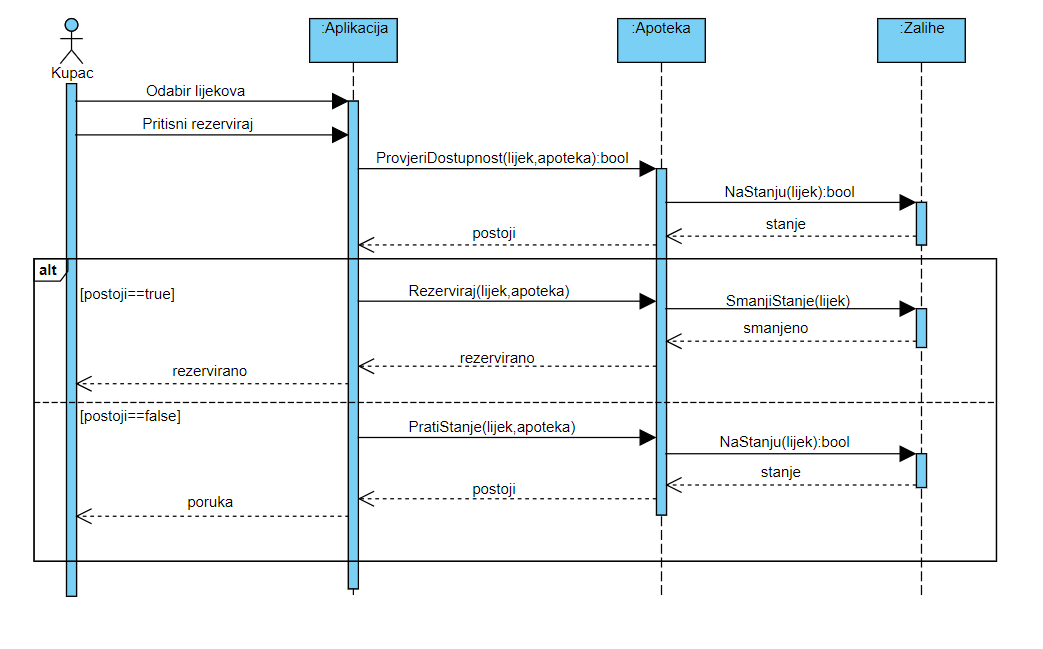 :Aplikacija
:Apoteka
:Zalihe
Kupac
Odabir lijekova
Pritisni rezerviraj
ProvjeriDostupnost(lijek,apoteka):bool
NaStanju(lijek):bool
stanje
postoji
alt
[postoji==true]
Rezerviraj(lijek,apoteka)
SmanjiStanje(lijek)
smanjeno
rezervirano
rezervirano
[postoji==false]
PratiStanje(lijek,apoteka)
NaStanju(lijek):bool
stanje
postoji
poruka